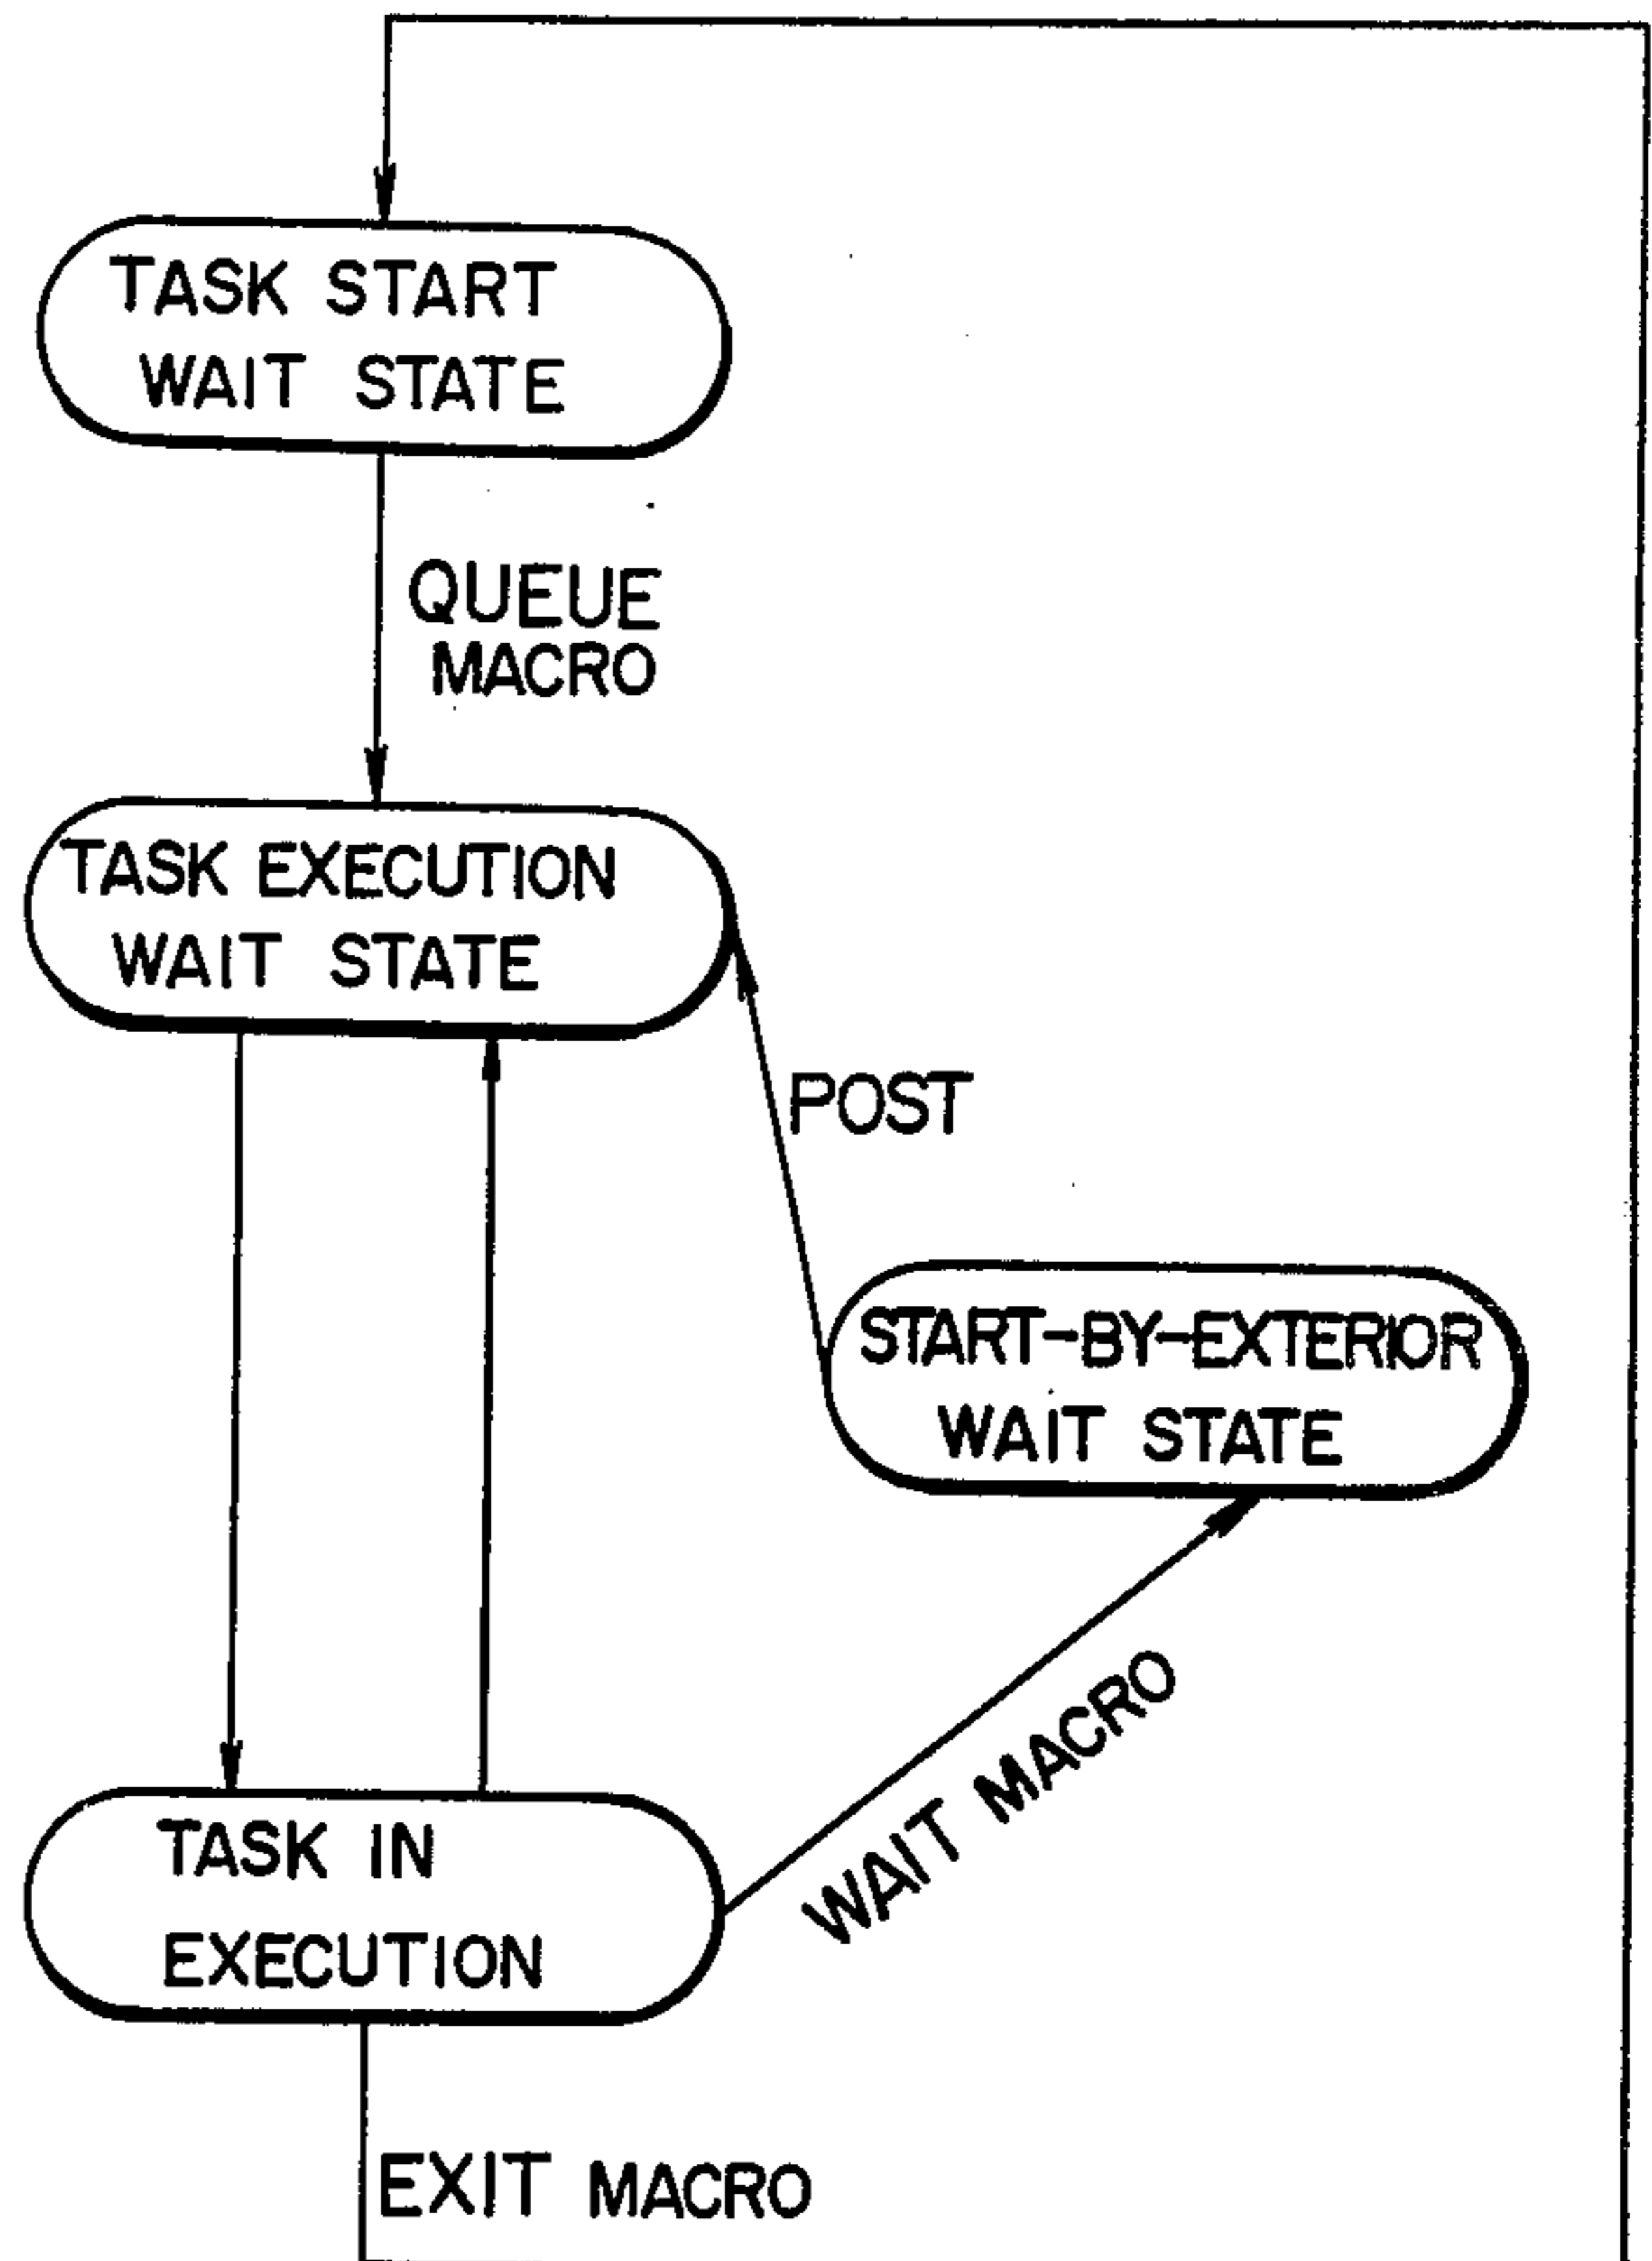 TASK START
WAIT STATE
QUEUE
MACRO
TASK EXECUTION
WAIT STATE
POST
START-BY-EXTERIOR
WAIT STATE
WAIT MACRO
TASK IN
EXECUTION
EXIT MACRO